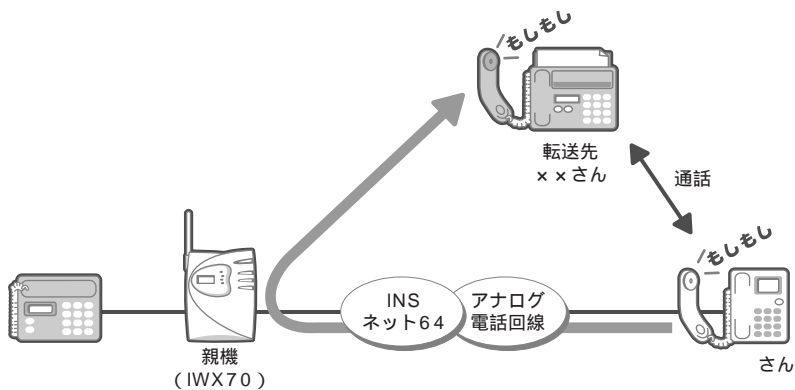 もしもし
転送先
××さん
通話
もしもし
INS
ネット64
アナログ
電話回線
親機
（IWX70）
さん